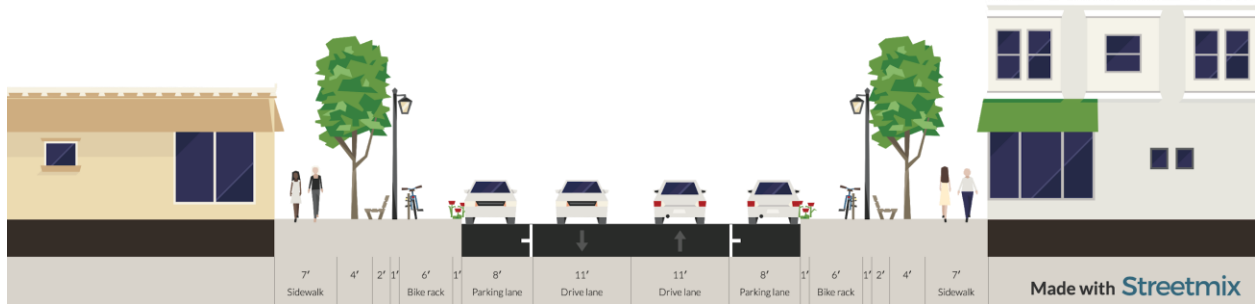 7' 4' 2' 1' 6' 1' 8' 11' 11' 8' 1' 6' 1' 2' 4' 7'
Sidewalk Bike rack Parking lane Drive lane Drive lane Parking lane Bike rack Sidewalk
Made with Streetmix